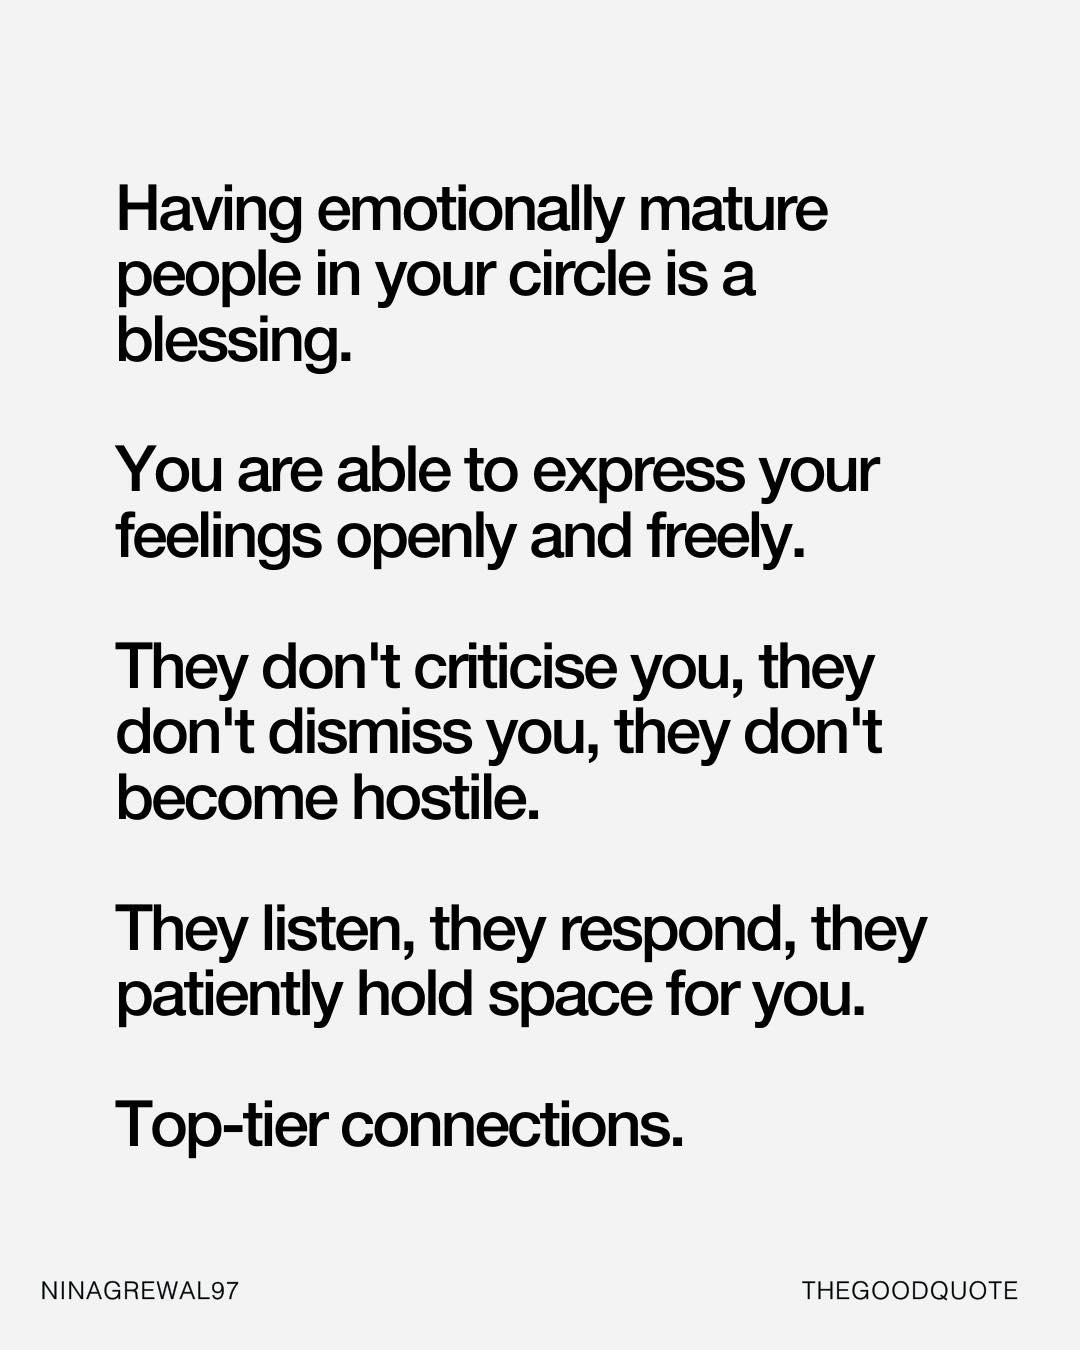 Having emotionally mature
people in your circle is a
blessing.
You are able to express your
feelings openly and freely.
They don't criticise you, they
don't dismiss you, they don't
become hostile.
They listen, they respond, they
patiently hold space for you.
Top-tier connections.
NINAGREWAL97
THEGOODQUOTE